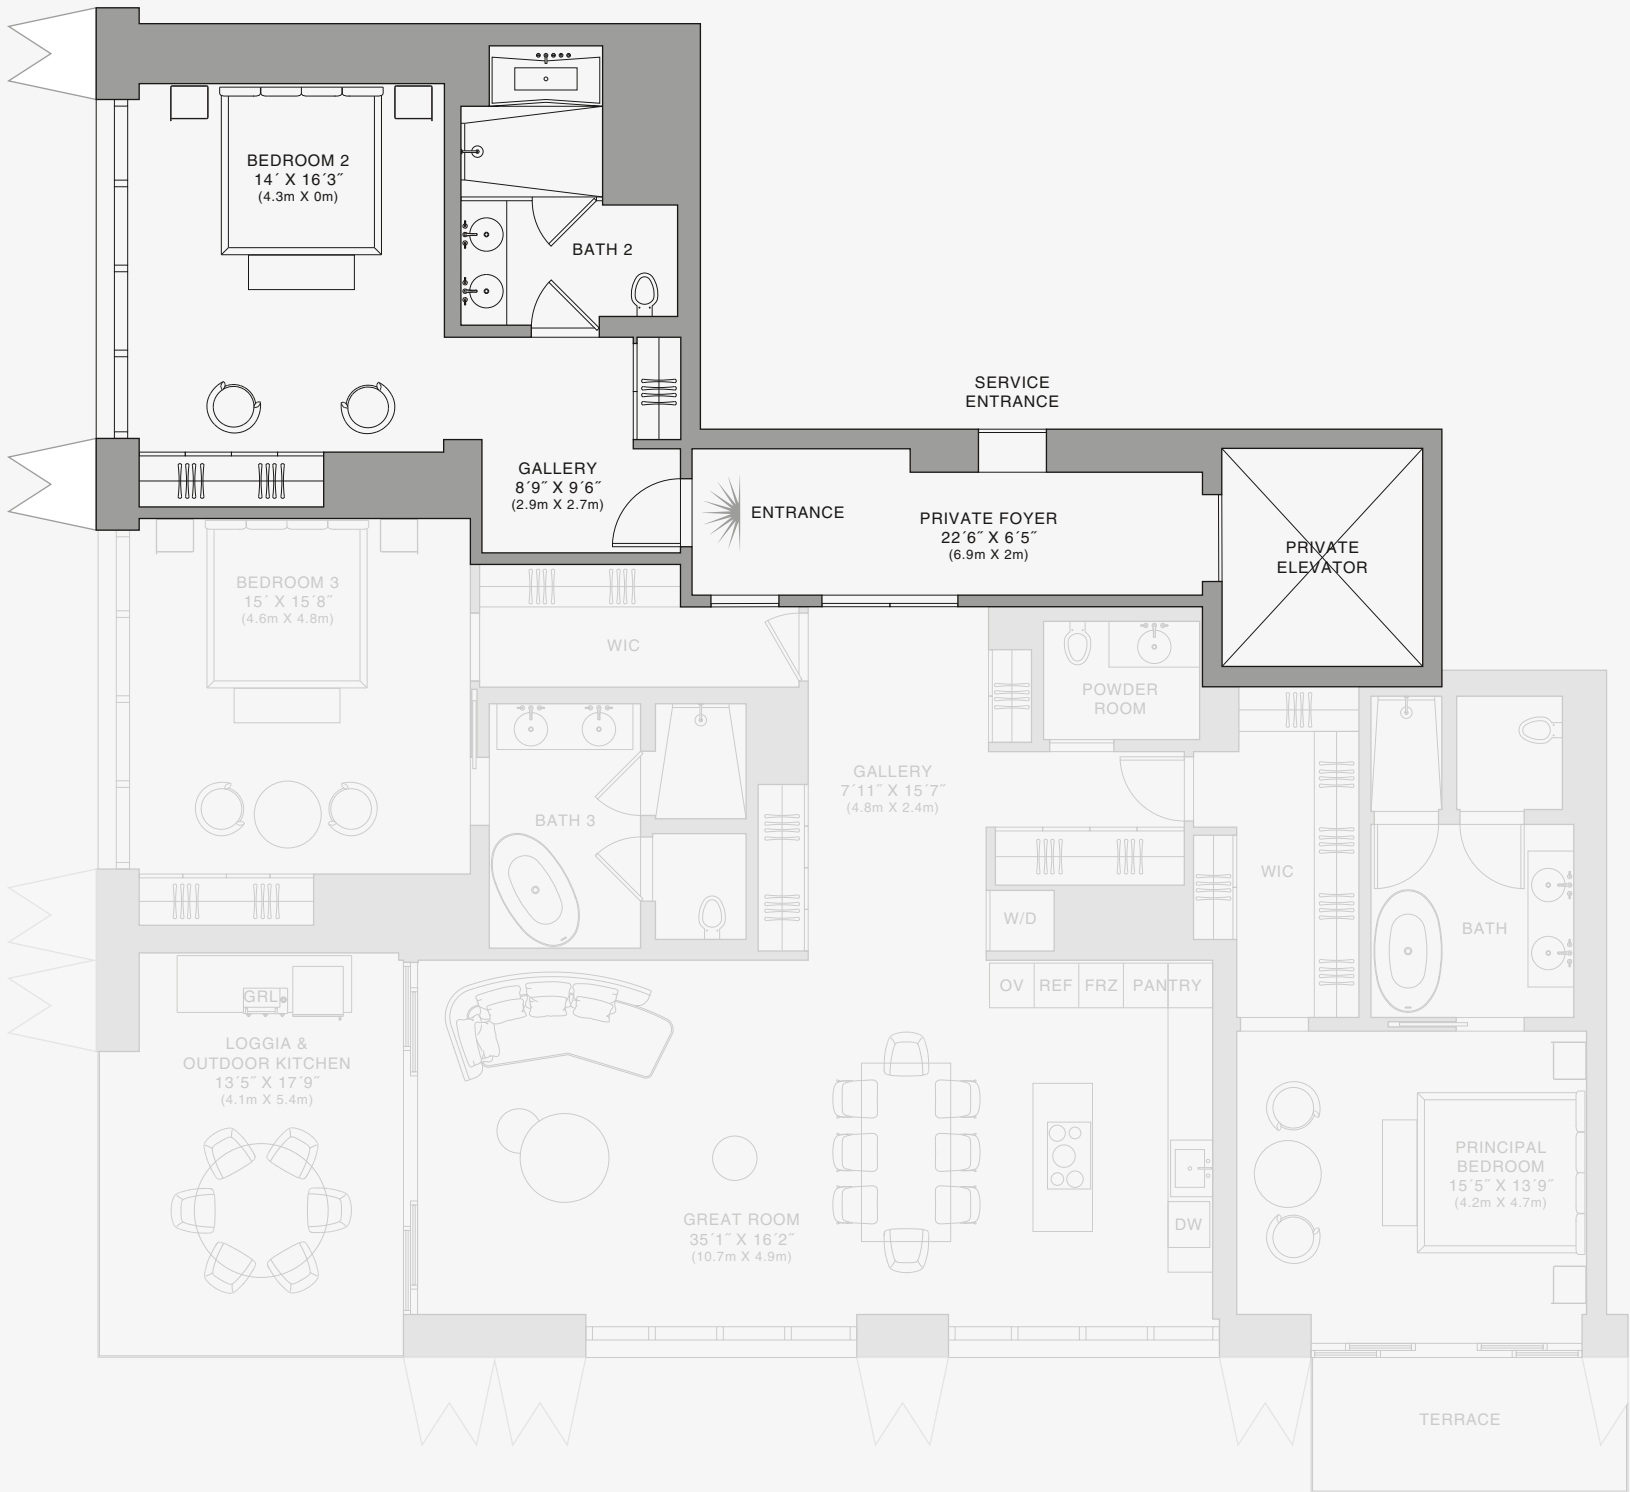 BEDROOM 2
14´ X 16´3˝
(4.3m X 0m)
BATH 2
SERVICE
ENTRANCE
GALLERY
8´9˝ X 9´6˝
(2.9m X 2.7m)
ENTRANCE
PRIVATE FOYER
22´6˝ X 6´5˝
(6.9m X 2m)
PRIVATE
ELEVATOR
BEDROOM 3
15´ X 15´8˝
(4.6m X 4.8m)
WIC
POWDER
ROOM
GALLERY
7´11˝ X 15´7˝
(4.8m X 2.4m)
BATH 3
WIC
W/D
BATH
OV
REF
FRZ
PANTRY
GRL
LOGGIA &
OUTDOOR KITCHEN
13´5˝ X 17´9˝
(4.1m X 5.4m)
PRINCIPAL
BEDROOM
15´5˝ X 13´9˝
(4.2m X 4.7m)
GREAT ROOM
35´1˝ X 16´2˝
(10.7m X 4.9m)
DW
TERRACE